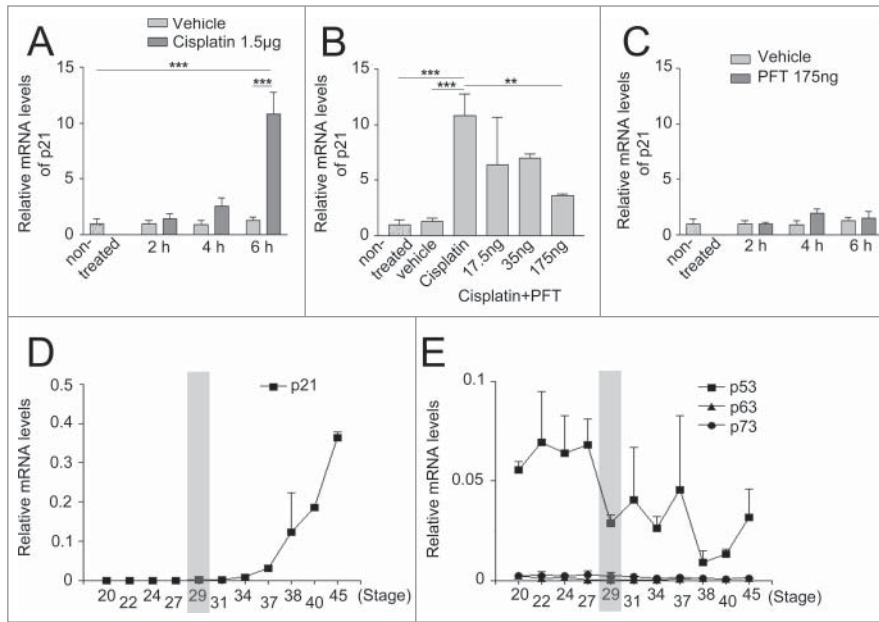 A
Vehicle
Cisplatin 1.5µg
Relative mRNA levels
of p21
15
10
5
0
***
***
non-
treated
2 h
4 h
6 h
B
Relative mRNA levels
of p21
15
10
5
0
***
***
**
non-
treated
vehicle
Cisplatin
17.5ng
35ng
175ng
Cisplatin+PFT
C
Vehicle
PFT 175ng
Relative mRNA levels
of p21
15
10
5
0
non-
treated
2 h
4 h
6 h
D
p21
Relative mRNA levels
0.5
0.4
0.3
0.2
0.1
0
20 22 24 27 29 31 34 37 38 40 45 (Stage)
E
p53
p63
p73
Relative mRNA levels
0.1
0.05
0
20 22 24 27 29 31 34 37 38 40 45 (Stage)